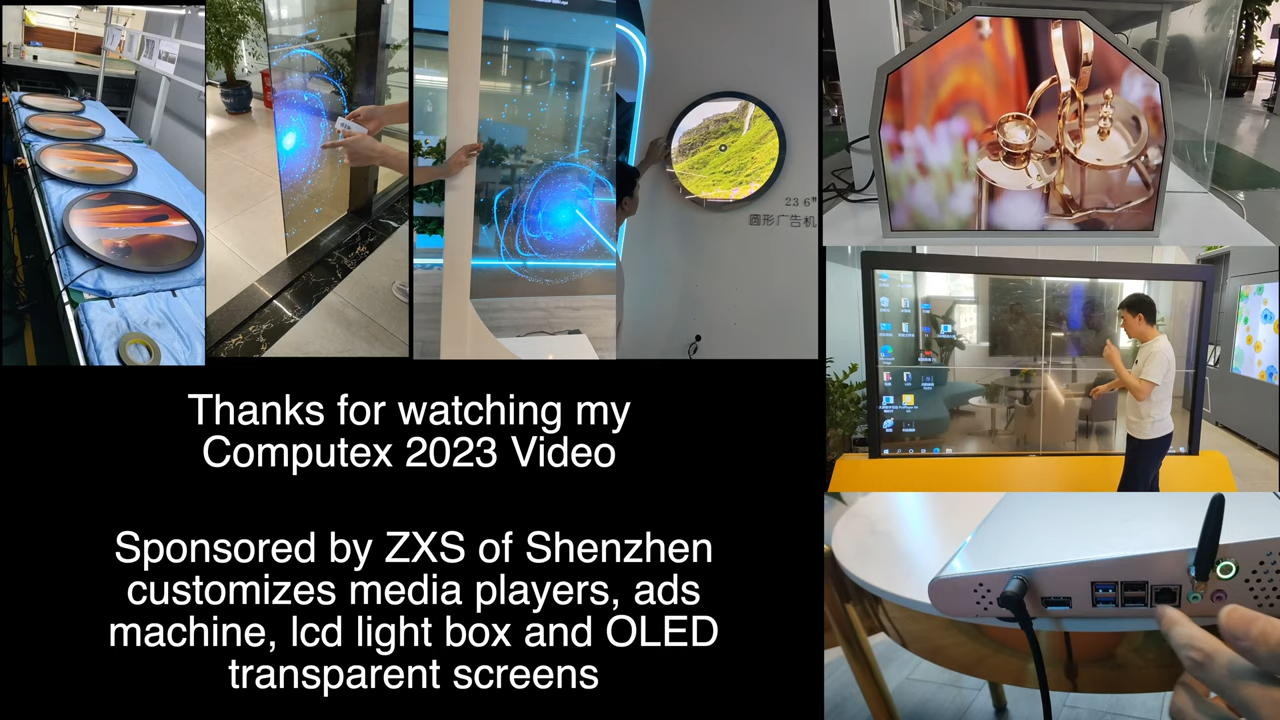 23 6"
圆形广告机
Thanks for watching my
Computex 2023 Video
Sponsored by ZXS of Shenzhen
customizes media players, ads
machine, lcd light box and OLED
transparent screens